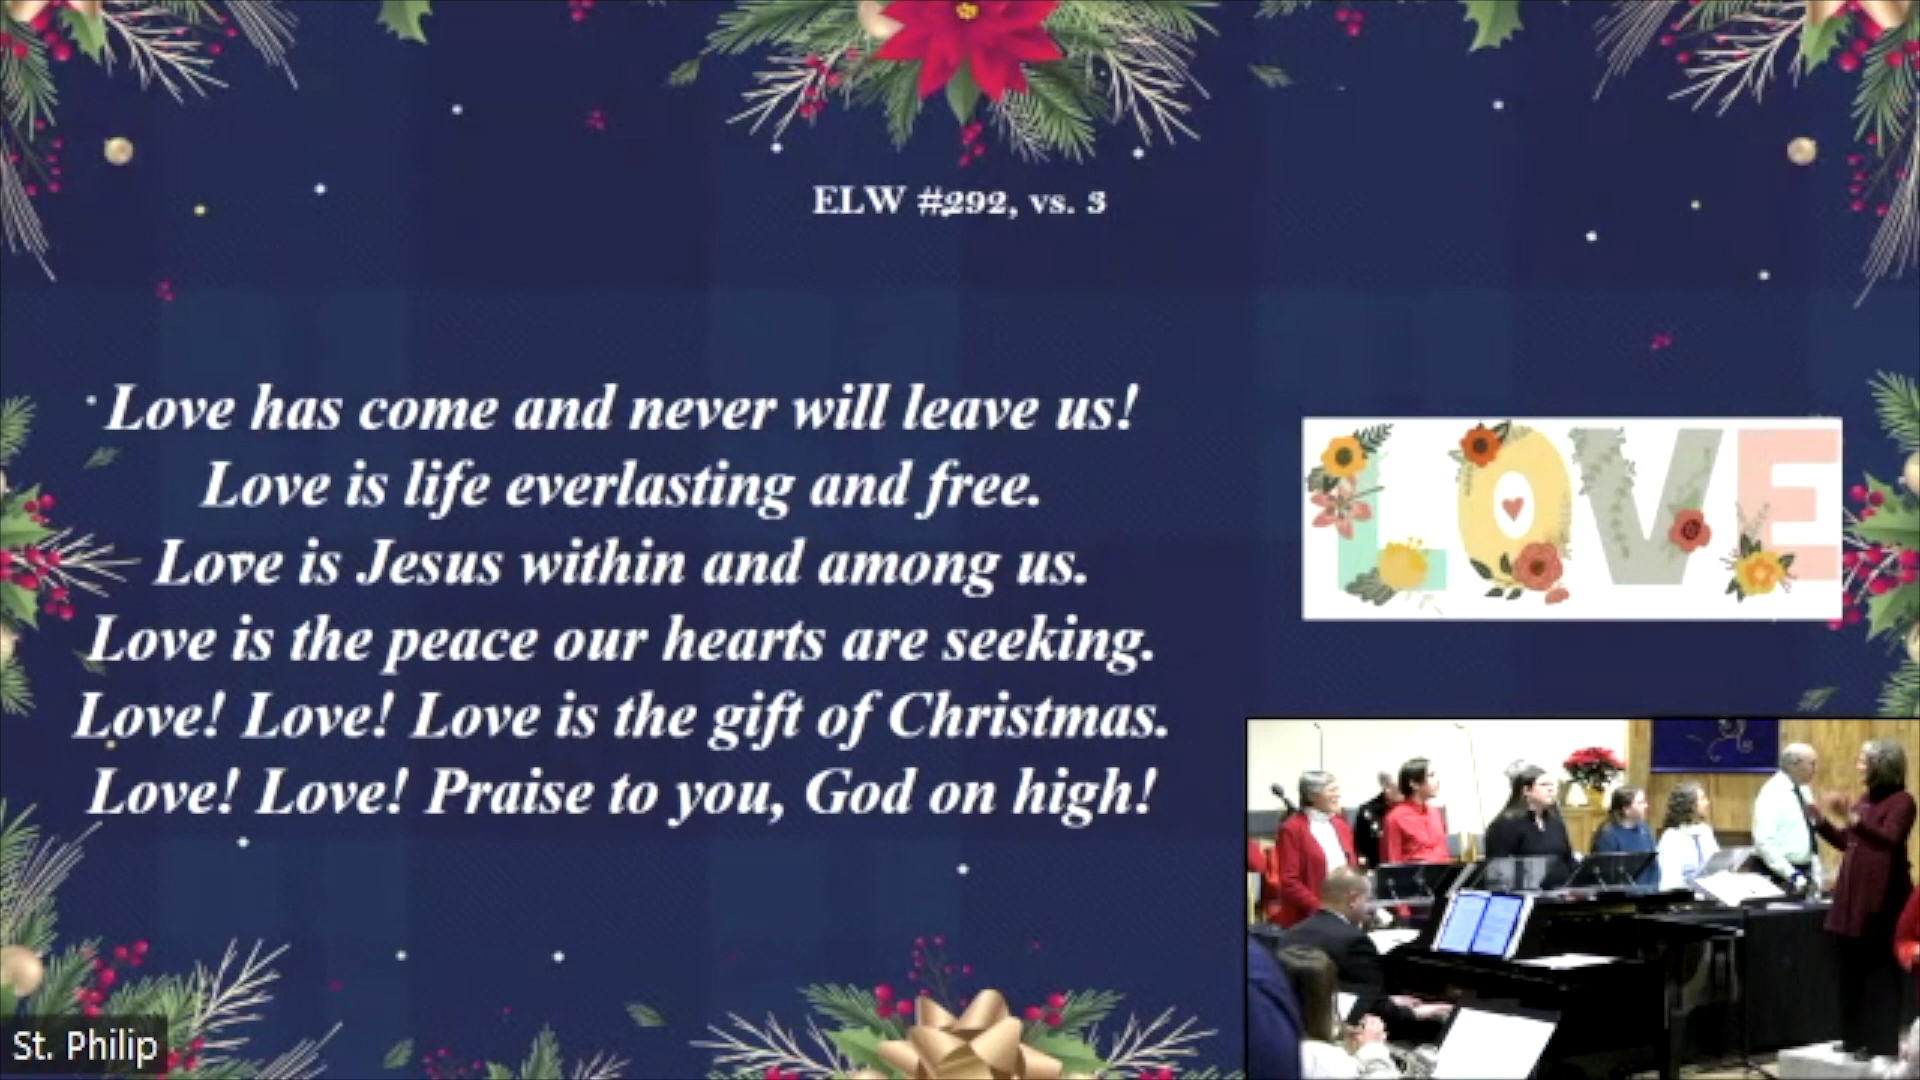 ELW #292, vs. 3
Love has come and never will leave us!
Love is life everlasting and free.
Love is Jesus within and among us.
Love is the peace our hearts are seeking.
Love! Love! Love is the gift of Christmas.
Love! Love! Praise to you, God on high!
LOVE
St. Philip